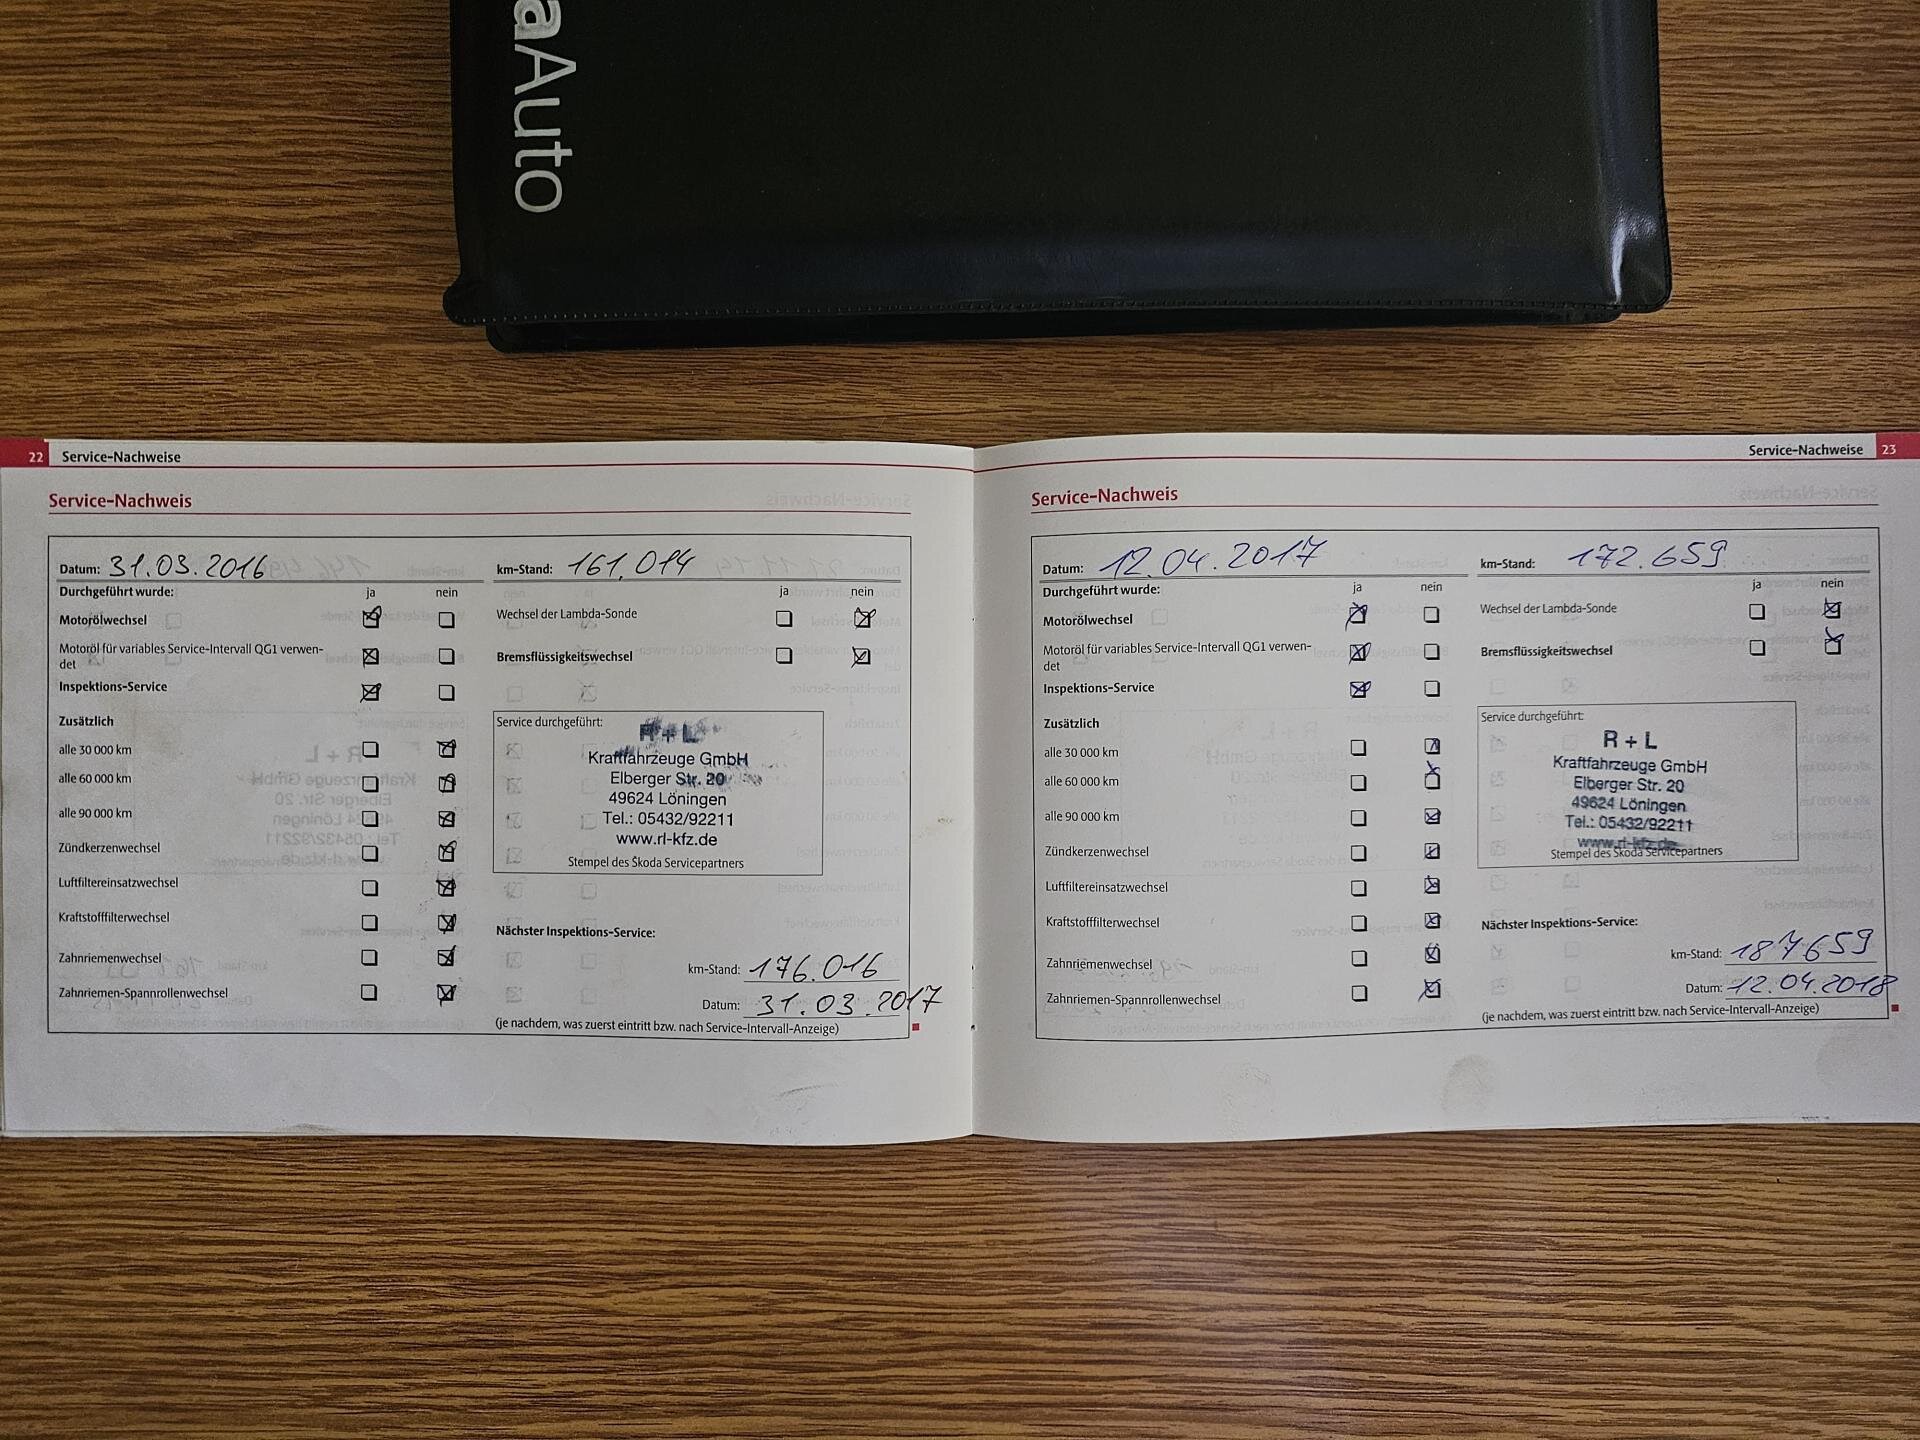 aAuto
22 Service-Nachweise
Service-Nachweis
Datum: 31.03.2016 km-Stand: 161.014
Durchgeführt wurde: ja nein ja nein
Motorölwechsel
Wechsel der Lambda-Sonde
Motoröl für variables Service-Intervall QG1 verwen-
det
Bremsflüssigkeitswechsel
Inspektions-Service
Zusätzlich
alle 30 000 km
alle 60 000 km
alle 90 000 km
Zündkerzenwechsel
Luftfiltereinsatzwechsel
Kraftstofffilterwechsel
Zahnriemenwechsel
Zahnriemen-Spannrollenwechsel
Service durchgeführt:
R + L
Kraftfahrzeuge GmbH
Elberger Str. 20
49624 Löningen
Tel.: 05432/92211
www.rl-kfz.de
Stempel des Škoda Servicepartners
Nächster Inspektions-Service:
km-Stand: 176.016
Datum: 31.03.2017
(je nachdem, was zuerst eintritt bzw. nach Service-Intervall-Anzeige)
Service-Nachweise 23
Service-Nachweis
Datum: 12.04.2017 km-Stand: 172.659
Durchgeführt wurde: ja nein ja nein
Motorölwechsel
Wechsel der Lambda-Sonde
Motoröl für variables Service-Intervall QG1 verwen-
det
Bremsflüssigkeitswechsel
Inspektions-Service
Zusätzlich
alle 30 000 km
alle 60 000 km
alle 90 000 km
Zündkerzenwechsel
Luftfiltereinsatzwechsel
Kraftstofffilterwechsel
Zahnriemenwechsel
Zahnriemen-Spannrollenwechsel
Service durchgeführt:
R + L
Kraftfahrzeuge GmbH
Elberger Str. 20
49624 Löningen
Tel.: 05432/92211
www.rl-kfz.de
Stempel des Škoda Servicepartners
Nächster Inspektions-Service:
km-Stand: 187.659
Datum: 12.04.2018
(je nachdem, was zuerst eintritt bzw. nach Service-Intervall-Anzeige)